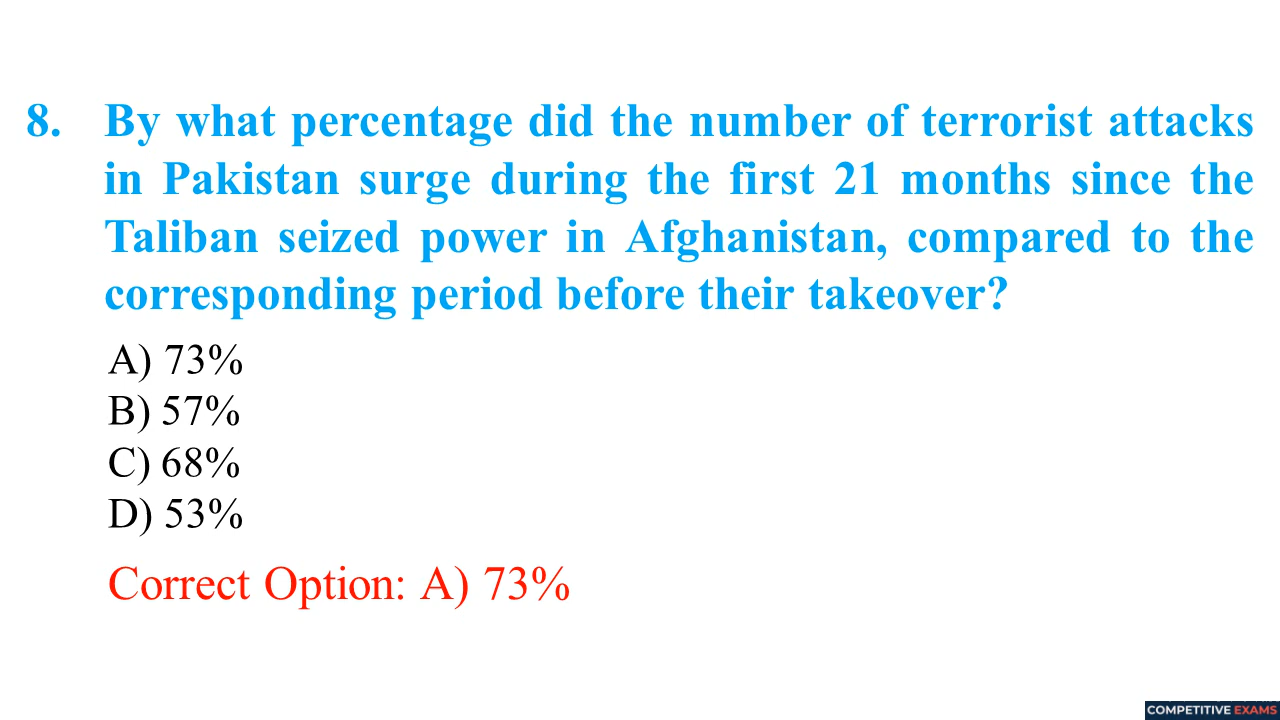 8. By what percentage did the number of terrorist attacks
in Pakistan surge during the first 21 months since the
Taliban seized power in Afghanistan, compared to the
corresponding period before their takeover?
A) 73%
B) 57%
C) 68%
D) 53%
Correct Option: A) 73%
COMPETITIVE EXAMS